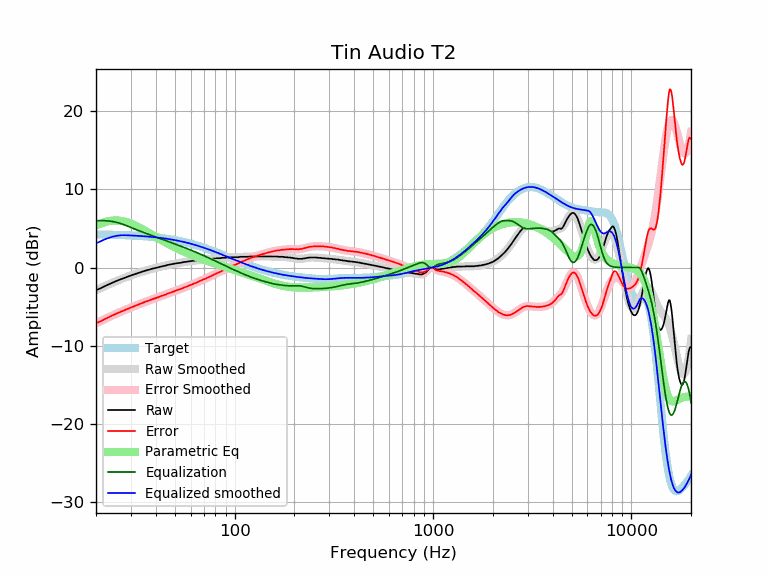 Tin Audio T2
Amplitude (dBr)
20
10
0
−10
−20
−30
Target
Raw Smoothed
Error Smoothed
Raw
Error
Parametric Eq
Equalization
Equalized smoothed
100
1000
10000
Frequency (Hz)